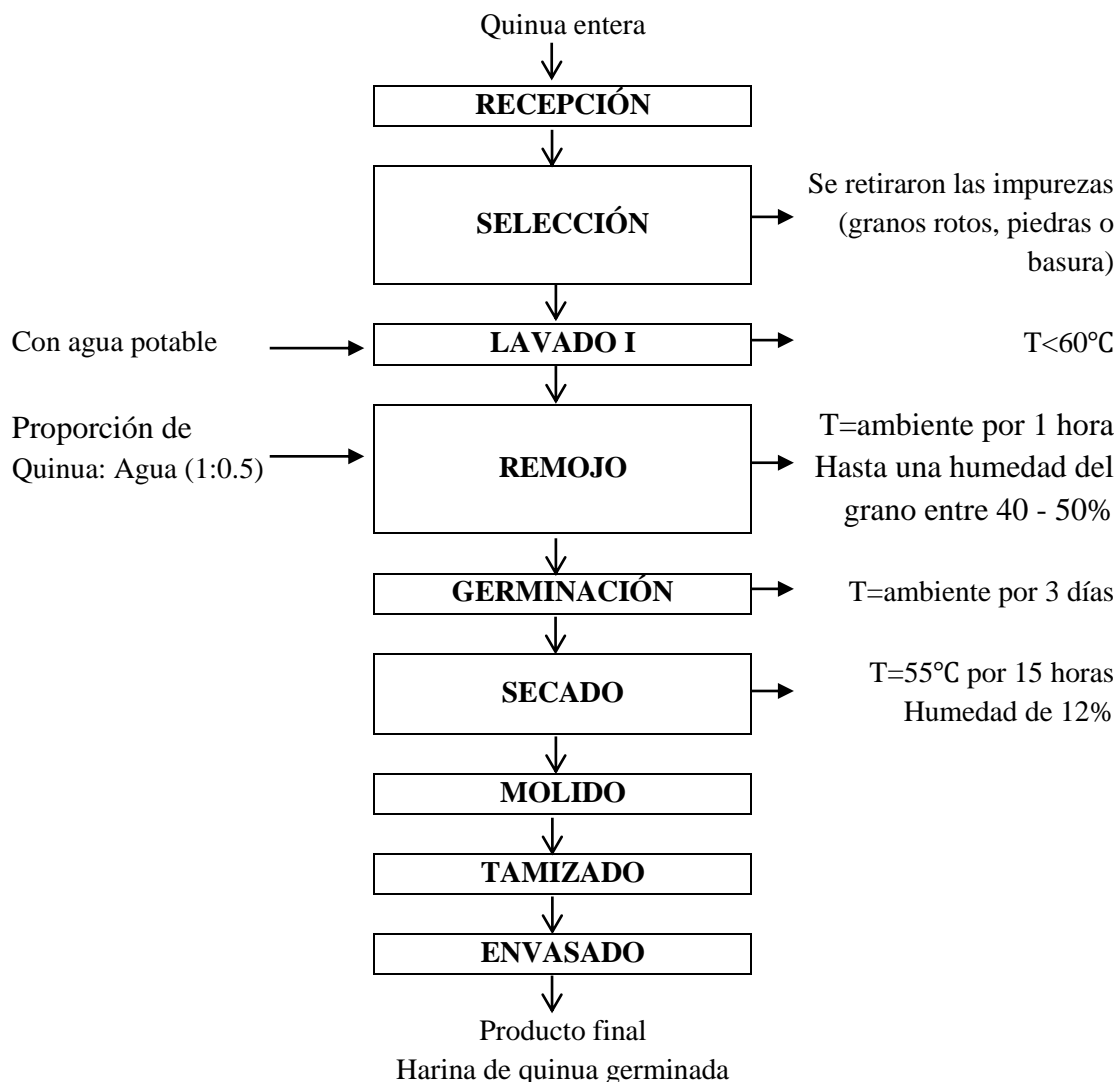 Quinua entera
RECEPCIÓN
SELECCIÓN
Se retiraron las impurezas
(granos rotos, piedras o
basura)
Con agua potable
LAVADO I
T<60℃
Proporción de
Quinua: Agua (1:0.5)
REMOJO
T=ambiente por 1 hora
Hasta una humedad del
grano entre 40 - 50%
GERMINACIÓN
T=ambiente por 3 días
SECADO
T=55℃ por 15 horas
Humedad de 12%
MOLIDO
TAMIZADO
ENVASADO
Producto final
Harina de quinua germinada